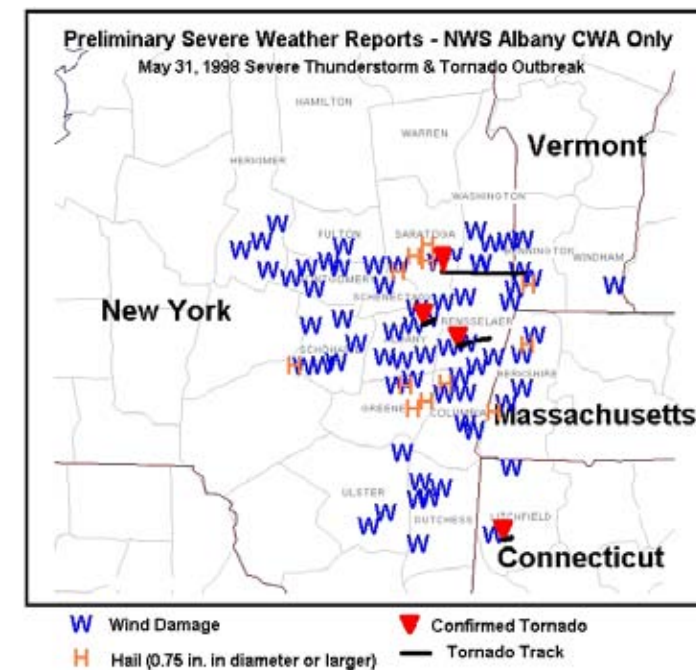 Preliminary Severe Weather Reports - NWS Albany CWA Only
May 31, 1998 Severe Thunderstorm & Tornado Outbreak
HAMILTON
WARREN
Vermont
HERKIMER
WASHINGTON
FULTON
SARATOGA
BENNINGTON
WINDHAM
MONTGOMERY
SCHENECTADY
New York
RENSSELAER
ALBANY
SCHOHARIE
BERKSHIRE
GREENE
COLUMBIA
Massachusetts
ULSTER
DUTCHESS
LITCHFIELD
Connecticut
W Wind Damage
Confirmed Tornado
H Hail (0.75 in. in diameter or larger)
Tornado Track